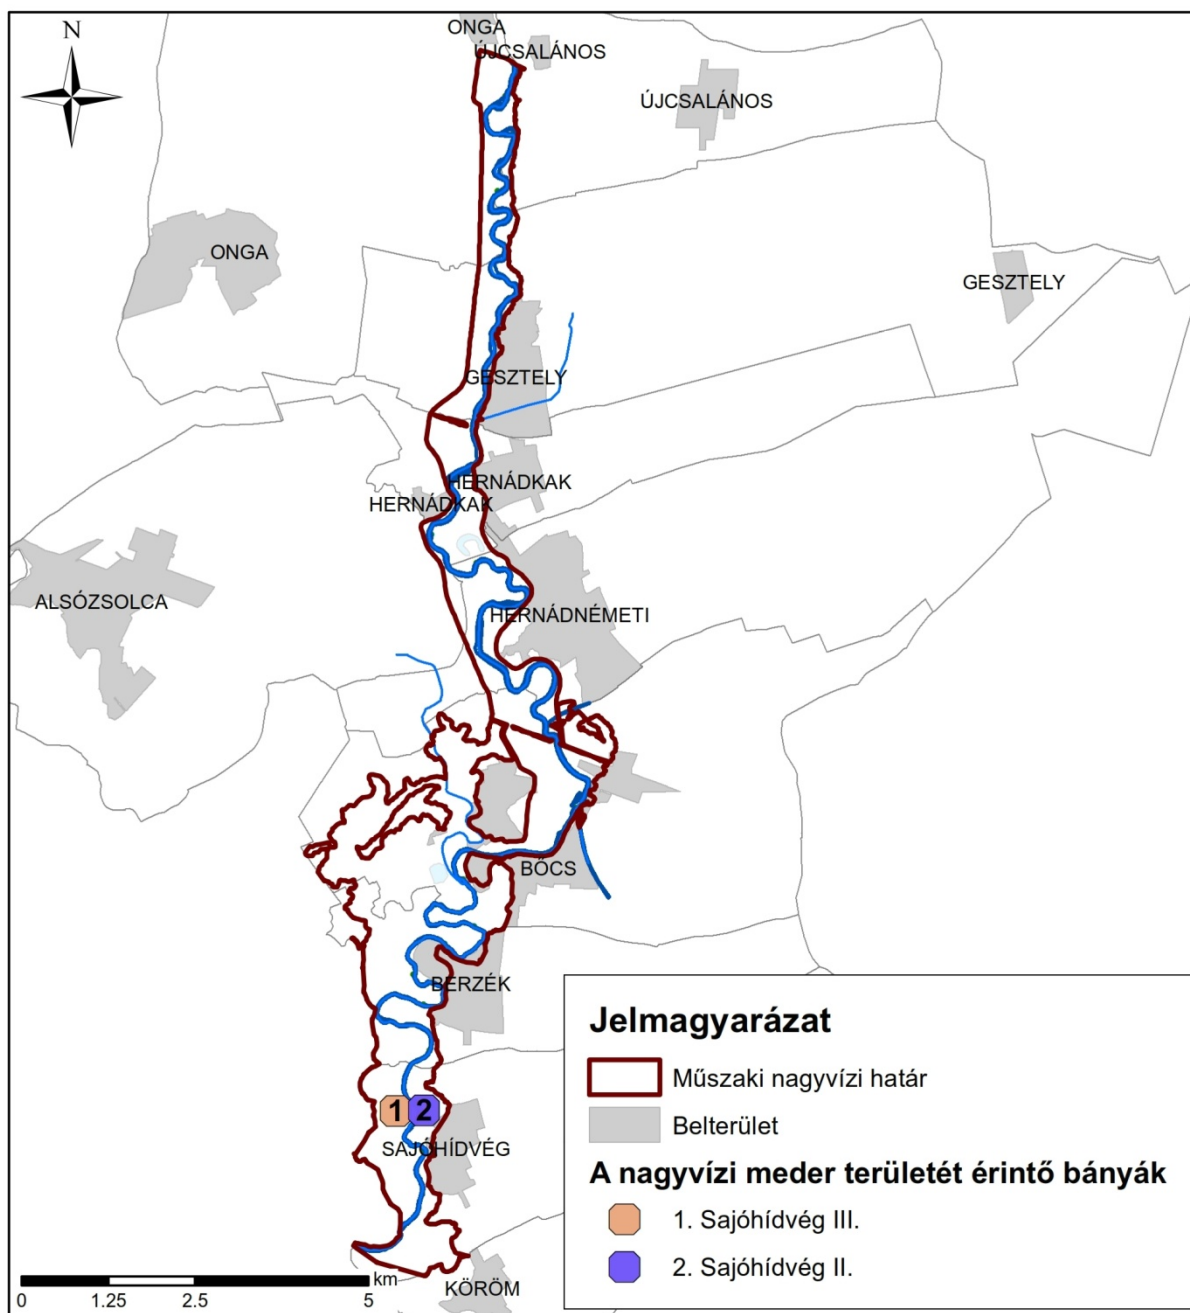 N
ONGA
ÚJCSALÁNOS
ÚJCSALÁNOS
ONGA
GESZTELY
GESZTELY
HERNÁDKAK
HERNÁDKAK
ALSÓZSOLCA
HERNÁDNÉMETI
BŐCS
BERZÉK
1 2
SAJÓHÍDVÉG
KÖRÖM
km
0 1.25 2.5 5
Jelmagyarázat
Műszaki nagyvízi határ
Belterület
A nagyvízi meder területét érintő bányák
1. Sajóhídvég III.
2. Sajóhídvég II.